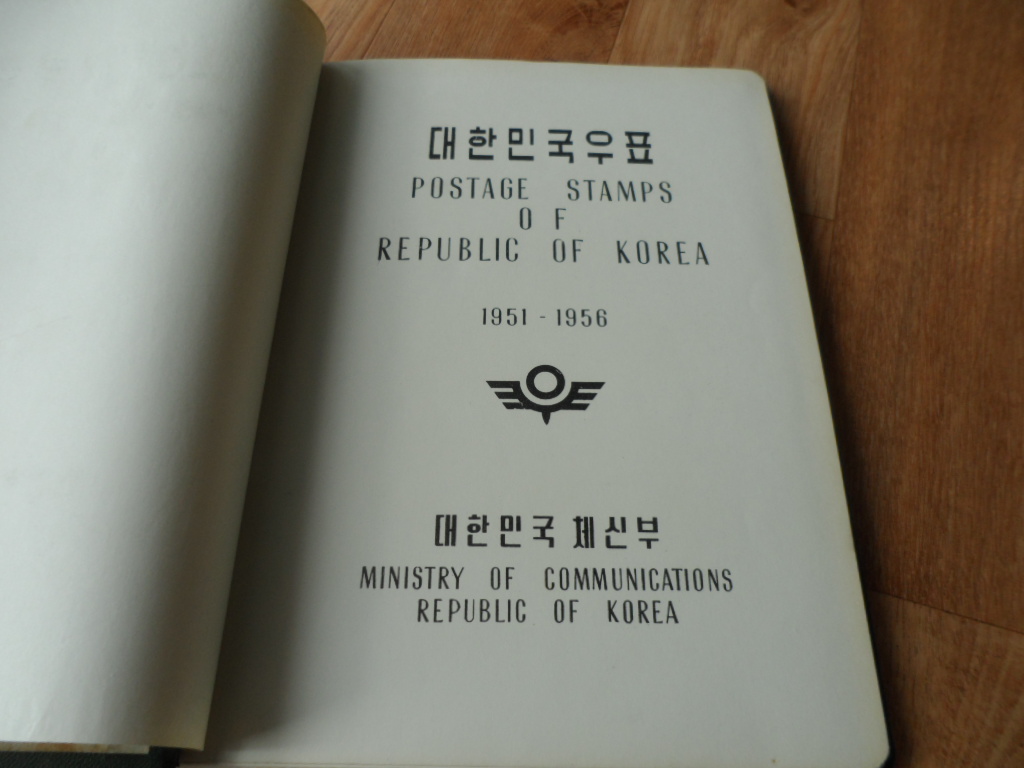 대한민국우표
POSTAGE STAMPS
OF
REPUBLIC OF KOREA
1951 - 1956
대한민국 체신부
MINISTRY OF COMMUNICATIONS
REPUBLIC OF KOREA